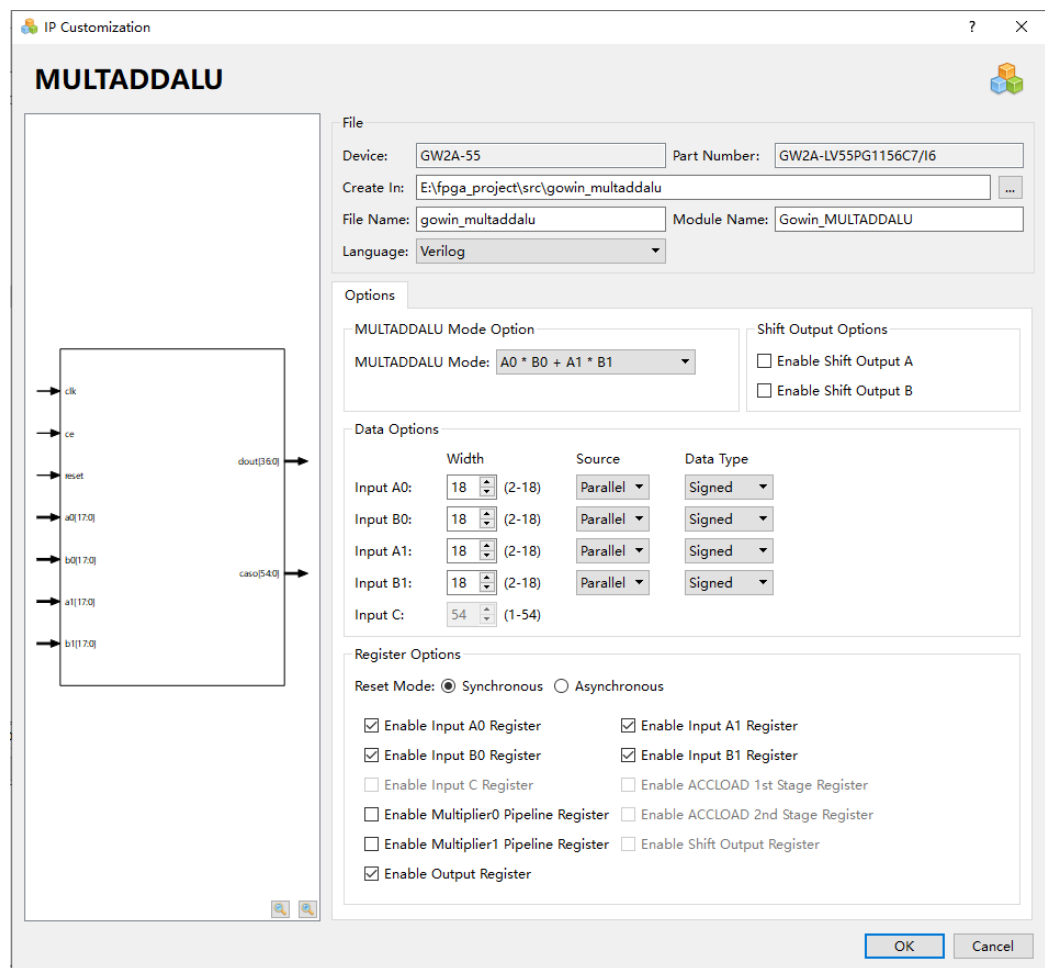 IP Customization
?
MULTADDALU
File
Device: GW2A-55 Part Number: GW2A-LV55PG1156C7/I6
Create In: E:\fpga_project\src\gowin_multaddalu ...
File Name: gowin_multaddalu Module Name: Gowin_MULTADDALU
Language: Verilog
Options
MULTADDALU Mode Option
MULTADDALU Mode: A0 * B0 + A1 * B1
Shift Output Options
Enable Shift Output A
Enable Shift Output B
clk
ce
reset
a0[17:0]
b0[17:0]
a1[17:0]
b1[17:0]
dout[36:0]
caso[54:0]
Data Options
Width Source Data Type
Input A0: 18 (2-18) Parallel Signed
Input B0: 18 (2-18) Parallel Signed
Input A1: 18 (2-18) Parallel Signed
Input B1: 18 (2-18) Parallel Signed
Input C: 54 (1-54)
Register Options
Reset Mode: Synchronous Asynchronous
Enable Input A0 Register Enable Input A1 Register
Enable Input B0 Register Enable Input B1 Register
Enable Input C Register Enable ACCLOAD 1st Stage Register
Enable Multiplier0 Pipeline Register Enable ACCLOAD 2nd Stage Register
Enable Multiplier1 Pipeline Register Enable Shift Output Register
Enable Output Register
OK Cancel